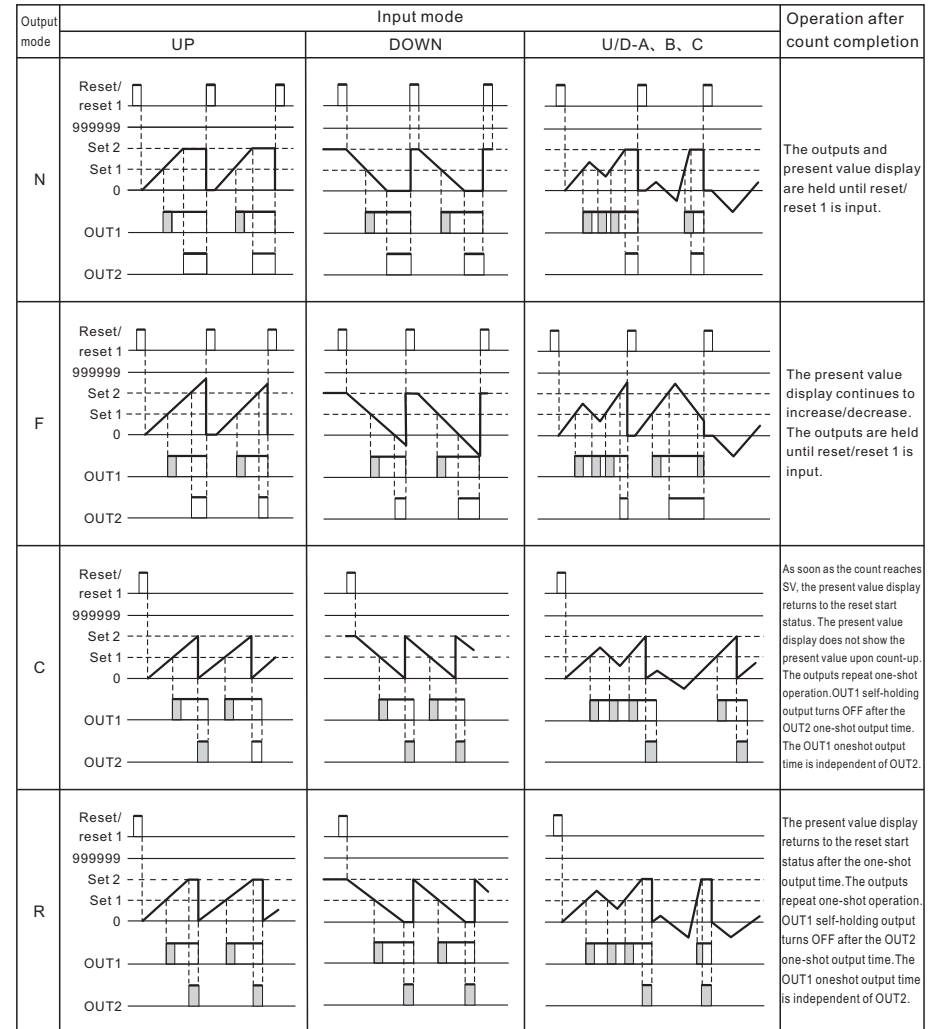 Output
mode
Input mode
Operation after
count completion
UP
DOWN
U/D-A、B、C
N
Reset/
reset 1
999999
Set 2
Set 1
0
OUT1
OUT2
The outputs and
present value display
are held until reset/
reset 1 is input.
F
Reset/
reset 1
999999
Set 2
Set 1
0
OUT1
OUT2
The present value
display continues to
increase/decrease.
The outputs are held
until reset/reset 1 is
input.
C
Reset/
reset 1
999999
Set 2
Set 1
0
OUT1
OUT2
As soon as the count reaches
SV, the present value display
returns to the reset start
status. The present value
display does not show the
present value upon count-up.
The outputs repeat one-shot
operation.OUT1 self-holding
output turns OFF after the
OUT2 one-shot output time.
The OUT1 oneshot output
time is independent of OUT2.
R
Reset/
reset 1
999999
Set 2
Set 1
0
OUT1
OUT2
The present value display
returns to the reset start
status after the one-shot
output time.The outputs
repeat one-shot operation.
OUT1 self-holding output
turns OFF after the OUT2
one-shot output time.The
OUT1 oneshot output time
is independent of OUT2.